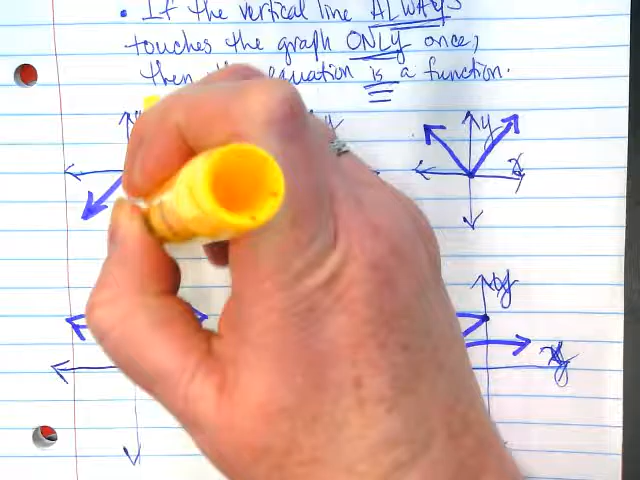 • If the vertical line ALWAYS
touches the graph ONLY once,
then the equation is a function.
y
y
x
y